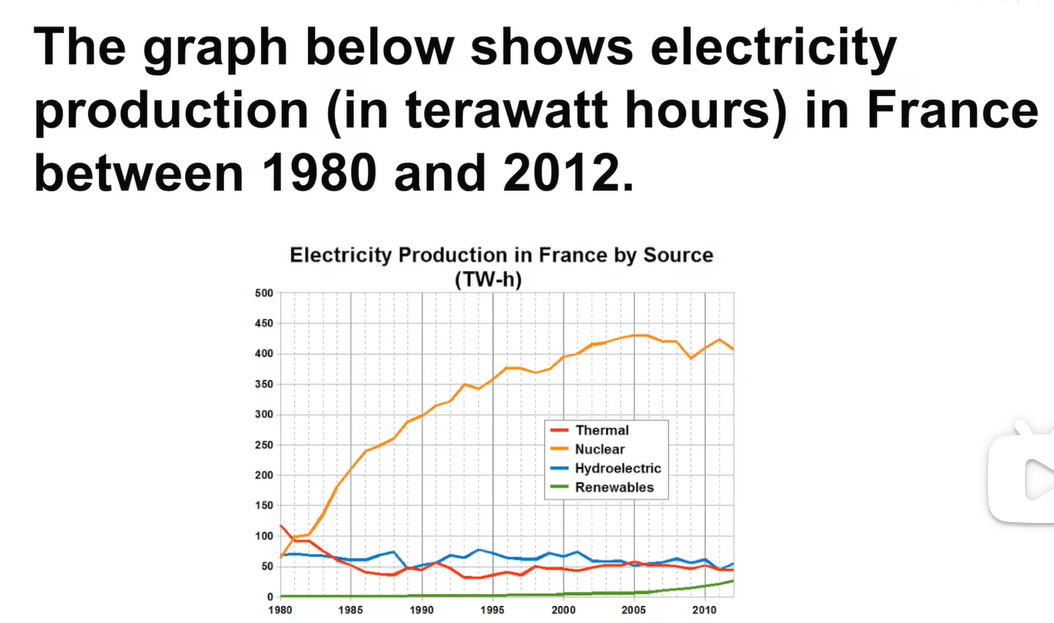 The graph below shows electricity
production (in terawatt hours) in France
between 1980 and 2012.
Electricity Production in France by Source
(TW-h)
500
450
400
350
300
250
200
150
100
50
0
Thermal
Nuclear
Hydroelectric
Renewables
1980 1985 1990 1995 2000 2005 2010